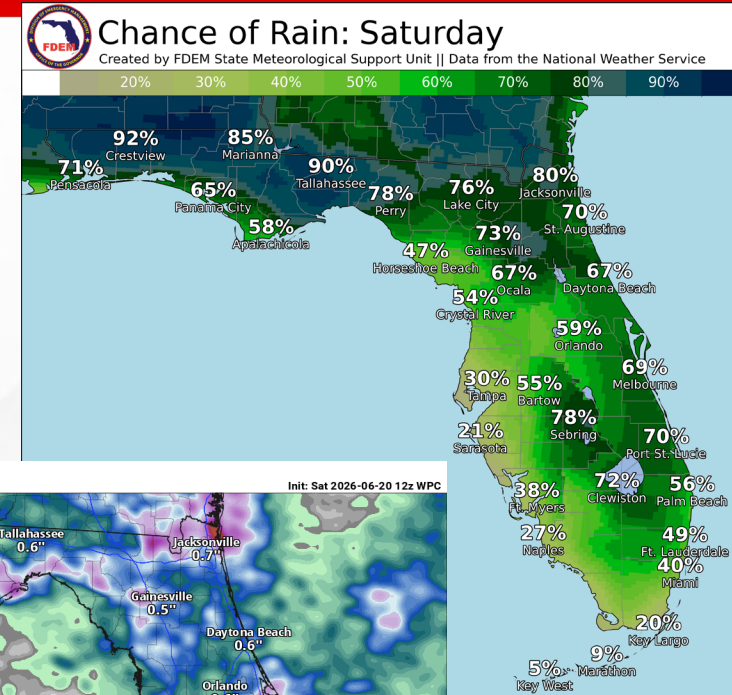 FDEM
Chance of Rain: Saturday
Created by FDEM State Meteorological Support Unit || Data from the National Weather Service
20% 30% 40% 50% 60% 70% 80% 90%
92%
Crestview
85%
Marianna
71%
Pensacola
90%
Tallahassee
65%
Panama City
78%
Perry
76%
Lake City
80%
Jacksonville
58%
Apalachicola
70%
St. Augustine
73%
Gainesville
47%
Horseshoe Beach
67%
Ocala
67%
Daytona Beach
54%
Crystal River
59%
Orlando
30%
Tampa
55%
Bartow
69%
Melbourne
78%
Sebring
21%
Sarasota
70%
Port St. Lucie
38%
Ft. Myers
72%
Clewiston
56%
Palm Beach
27%
Naples
49%
Ft. Lauderdale
40%
Miami
20%
Key Largo
9%
Marathon
5%
Key West
Init: Sat 2026-06-20 12z WPC
Tallahassee
0.6"
Jacksonville
0.7"
Gainesville
0.5"
Daytona Beach
0.6"
Orlando